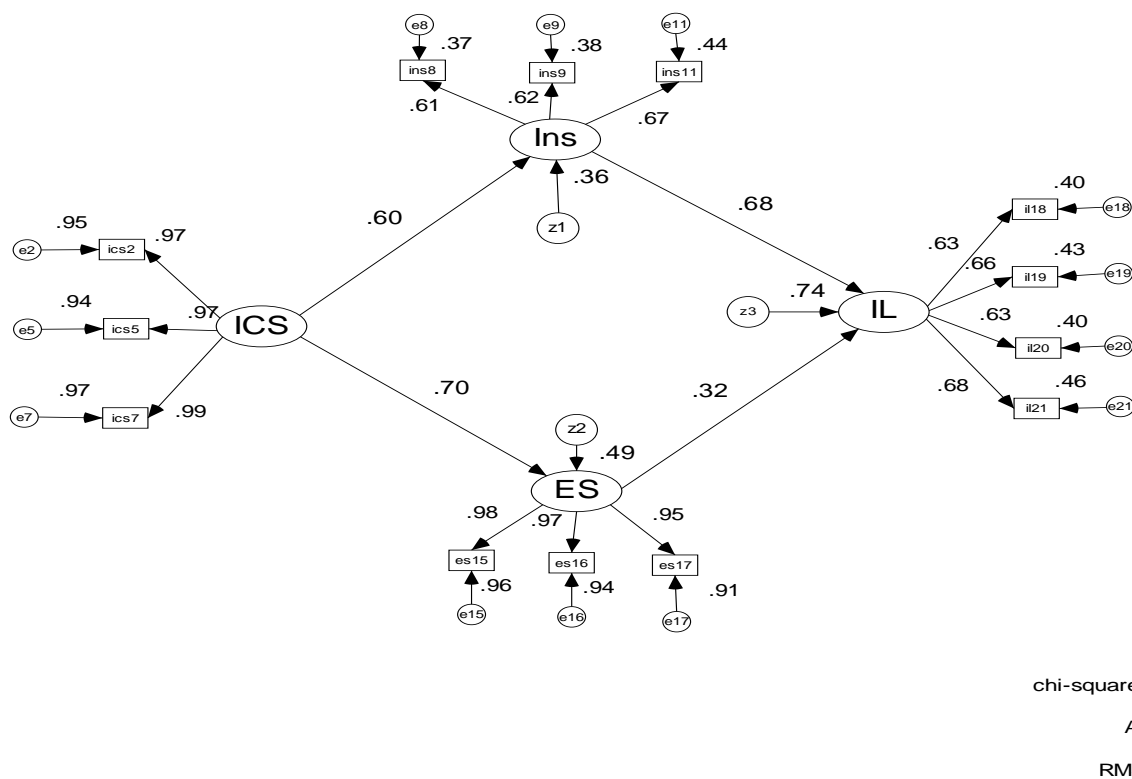 e8
e9
e11
.37
.38
.44
ins8
ins9
ins11
.61
.62
.67
Ins
.36
z1
.60
.68
.95
.97
e2
ics2
.94
.97
e5
ics5
ICS
.97
.99
e7
ics7
.70
.74
z3
IL
.32
.40
il18
e18
.63
.43
.66
il19
e19
.63
.40
il20
e20
.68
.46
il21
e21
z2
.49
ES
.98
.97
.95
es15
es16
es17
.96
.94
.91
e15
e16
e17
chi-square
A
RM